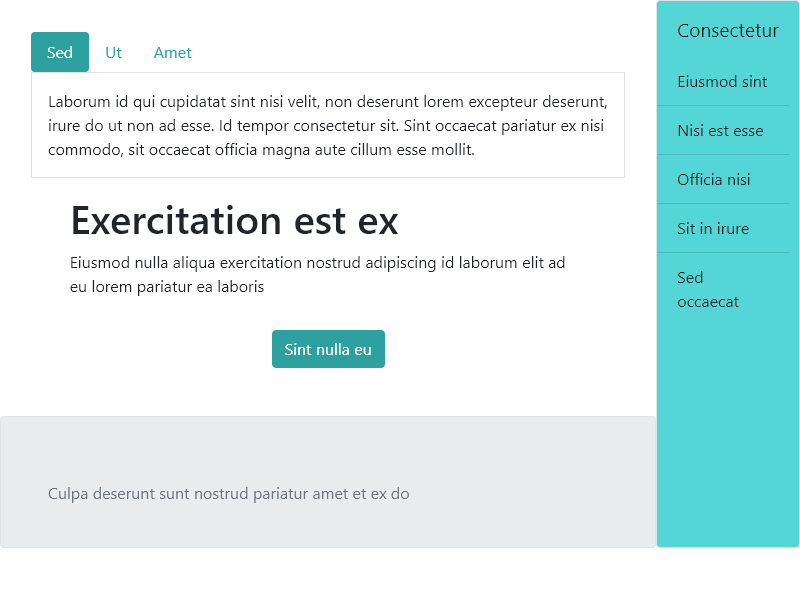 Sed
Ut
Amet
Laborum id qui cupidatat sint nisi velit, non deserunt lorem excepteur deserunt,
irure do ut non ad esse. Id tempor consectetur sit. Sint occaecat pariatur ex nisi
commodo, sit occaecat officia magna aute cillum esse mollit.
Exercitation est ex
Eiusmod nulla aliqua exercitation nostrud adipiscing id laborum elit ad
eu lorem pariatur ea laboris
Sint nulla eu
Culpa deserunt sunt nostrud pariatur amet et ex do
Consectetur
Eiusmod sint
Nisi est esse
Officia nisi
Sit in irure
Sed
occaecat